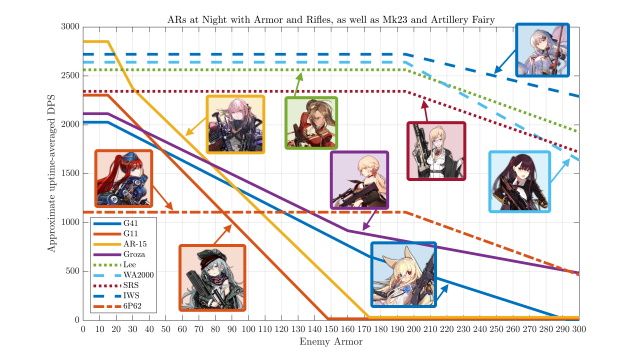 ARs at Night with Armor and Rifles, as well as Mk23 and Artillery Fairy
Approximate uptime-averaged DPS
3000
2500
2000
1500
1000
500
0
G41
G11
AR-15
Groza
Lee
WA2000
SRS
IWS
6P62
0 10 20 30 40 50 60 70 80 90 100 110 120 130 140 150 160 170 180 190 200 210 220 230 240 250 260 270 280 290 300
Enemy Armor